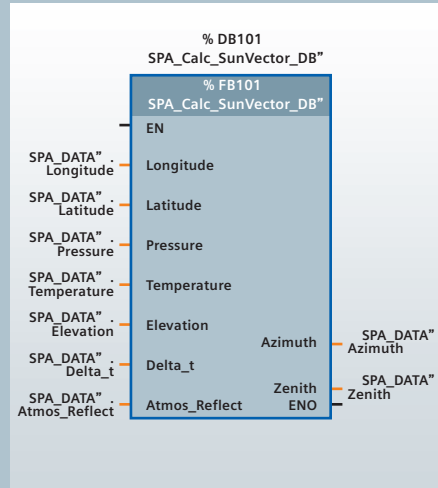 % DB101
SPA_Calc_SunVector_DB”
% FB101
SPA_Calc_SunVector_DB”
EN
SPA_DATA” .
Longitude
Longitude
SPA_DATA” .
Latitude
Latitude
SPA_DATA” .
Pressure
Pressure
SPA_DATA” .
Temperature
Temperature
SPA_DATA” .
Elevation
Elevation
Azimuth
SPA_DATA”
Azimuth
SPA_DATA” .
Delta_t
Delta_t
Zenith
SPA_DATA”
Zenith
SPA_DATA” .
Atmos_Reflect
Atmos_Reflect
ENO